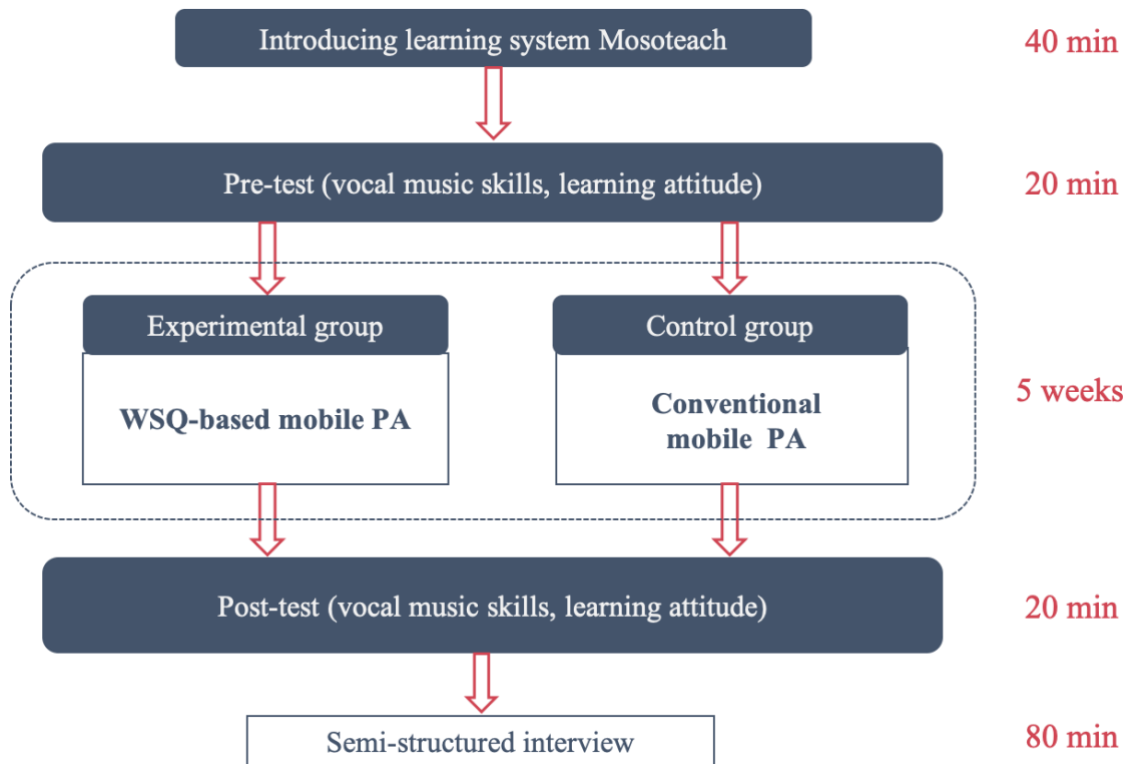 Introducing learning system Mosoteach
40 min
Pre-test (vocal music skills, learning attitude)
20 min
Experimental group
Control group
WSQ-based mobile PA
Conventional
mobile PA
5 weeks
Post-test (vocal music skills, learning attitude)
20 min
Semi-structured interview
80 min